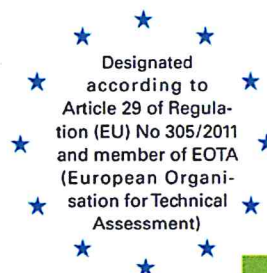 Designated
according to
Article 29 of Regula-
tion (EU) No 305/2011
and member of EOTA
(European Organi-
sation for Technical
Assessment)